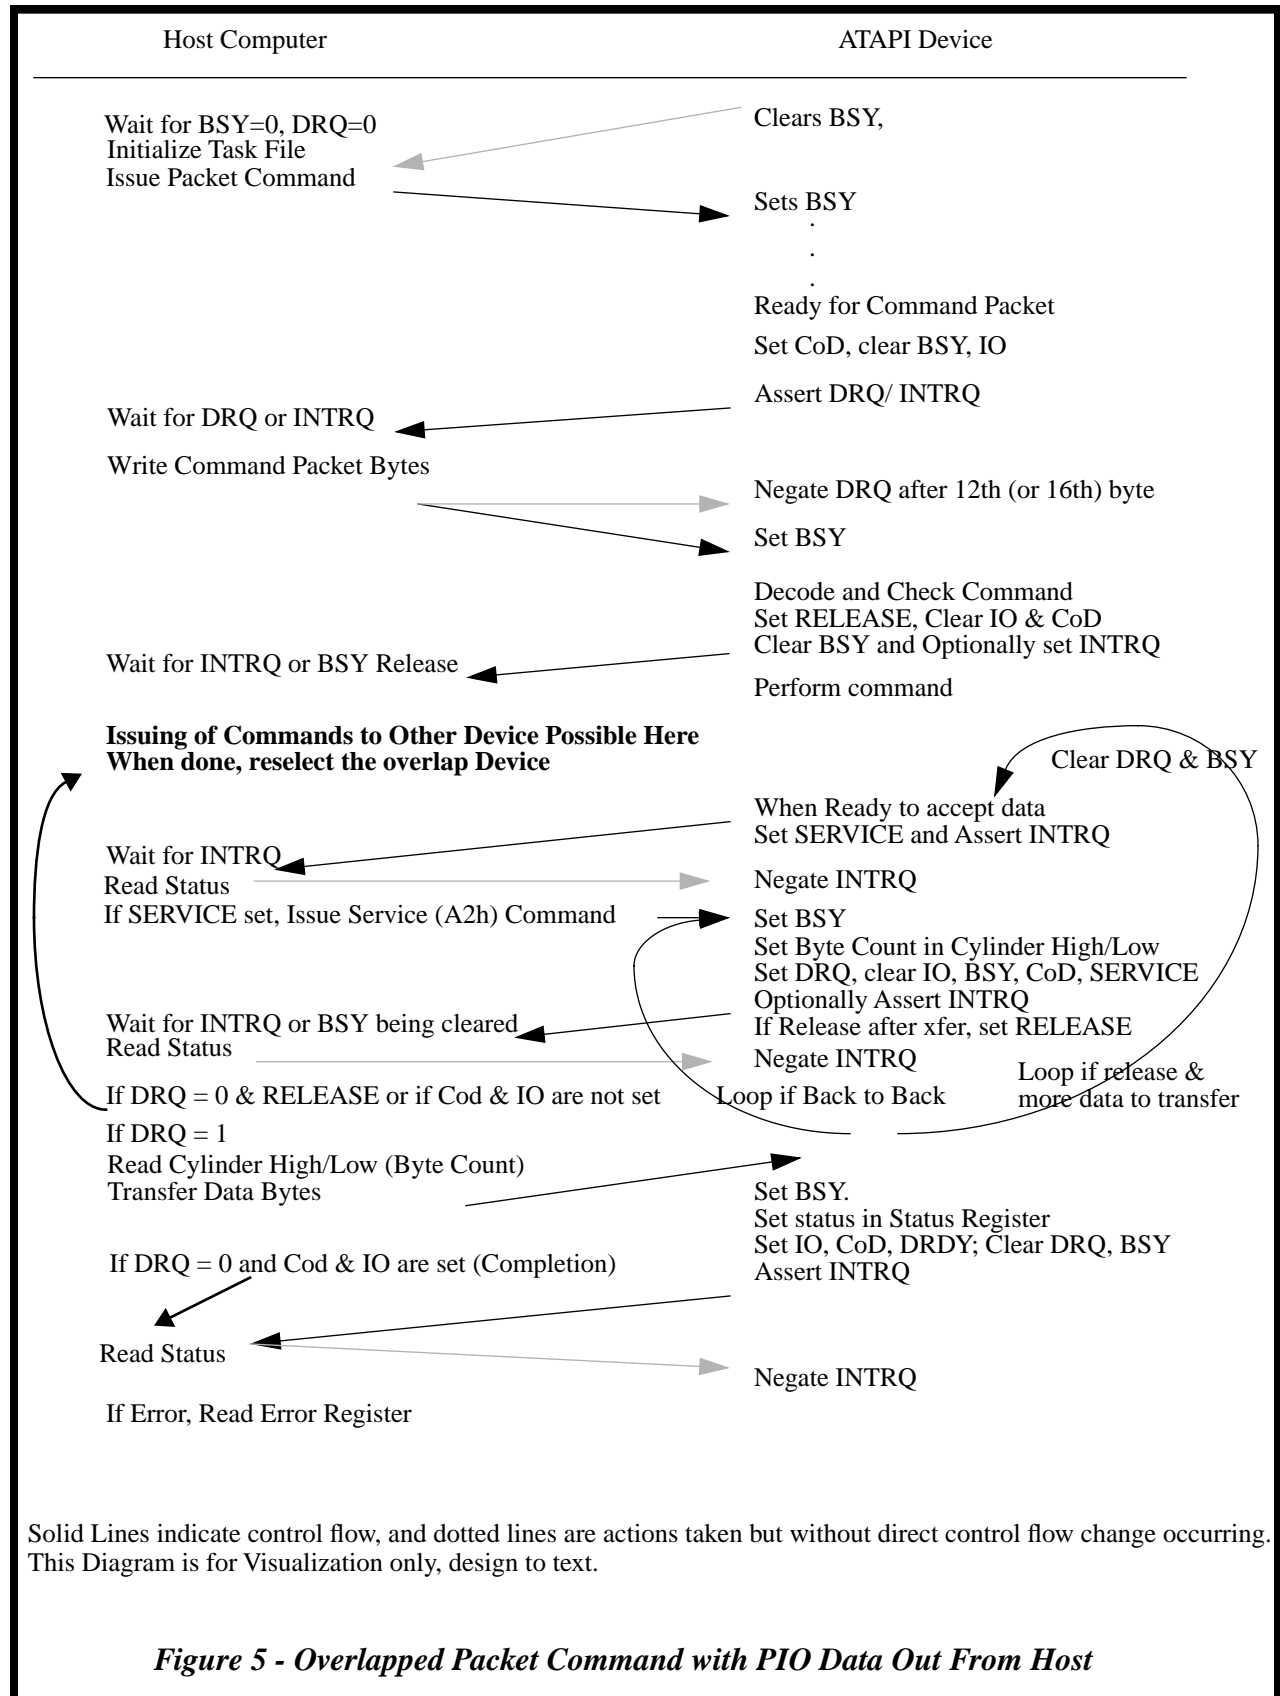 Host Computer
ATAPI Device
Wait for BSY=0, DRQ=0
Initialize Task File
Issue Packet Command
Clears BSY,
Sets BSY
.
.
.
Ready for Command Packet
Set CoD, clear BSY, IO
Assert DRQ/ INTRQ
Wait for DRQ or INTRQ
Write Command Packet Bytes
Negate DRQ after 12th (or 16th) byte
Set BSY
Decode and Check Command
Set RELEASE, Clear IO & CoD
Clear BSY and Optionally set INTRQ
Wait for INTRQ or BSY Release
Perform command
Issuing of Commands to Other Device Possible Here
When done, reselect the overlap Device
Clear DRQ & BSY
When Ready to accept data
Set SERVICE and Assert INTRQ
Wait for INTRQ
Read Status
If SERVICE set, Issue Service (A2h) Command
Negate INTRQ
Set BSY
Set Byte Count in Cylinder High/Low
Set DRQ, clear IO, BSY, CoD, SERVICE
Optionally Assert INTRQ
If Release after xfer, set RELEASE
Wait for INTRQ or BSY being cleared
Read Status
Negate INTRQ
If DRQ = 0 & RELEASE or if Cod & IO are not set
Loop if Back to Back
Loop if release &
more data to transfer
If DRQ = 1
Read Cylinder High/Low (Byte Count)
Transfer Data Bytes
Set BSY.
Set status in Status Register
Set IO, CoD, DRDY; Clear DRQ, BSY
Assert INTRQ
If DRQ = 0 and Cod & IO are set (Completion)
Read Status
Negate INTRQ
If Error, Read Error Register
Solid Lines indicate control flow, and dotted lines are actions taken but without direct control flow change occurring.
This Diagram is for Visualization only, design to text.
Figure 5 - Overlapped Packet Command with PIO Data Out From Host